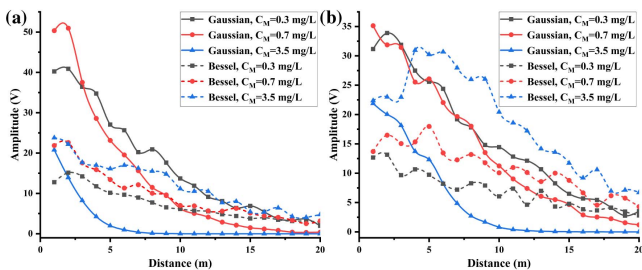 (a)
Gaussian, C_M=0.3 mg/L
Gaussian, C_M=0.7 mg/L
Gaussian, C_M=3.5 mg/L
Bessel, C_M=0.3 mg/L
Bessel, C_M=0.7 mg/L
Bessel, C_M=3.5 mg/L
Amplitude (V)
50
40
30
20
10
0
0 5 10 15 20
Distance (m)
(b)
Gaussian, C_M=0.3 mg/L
Gaussian, C_M=0.7 mg/L
Gaussian, C_M=3.5 mg/L
Bessel, C_M=0.3 mg/L
Bessel, C_M=0.7 mg/L
Bessel, C_M=3.5 mg/L
Amplitude (V)
40
35
30
25
20
15
10
5
0
0 5 10 15 20
Distance (m)